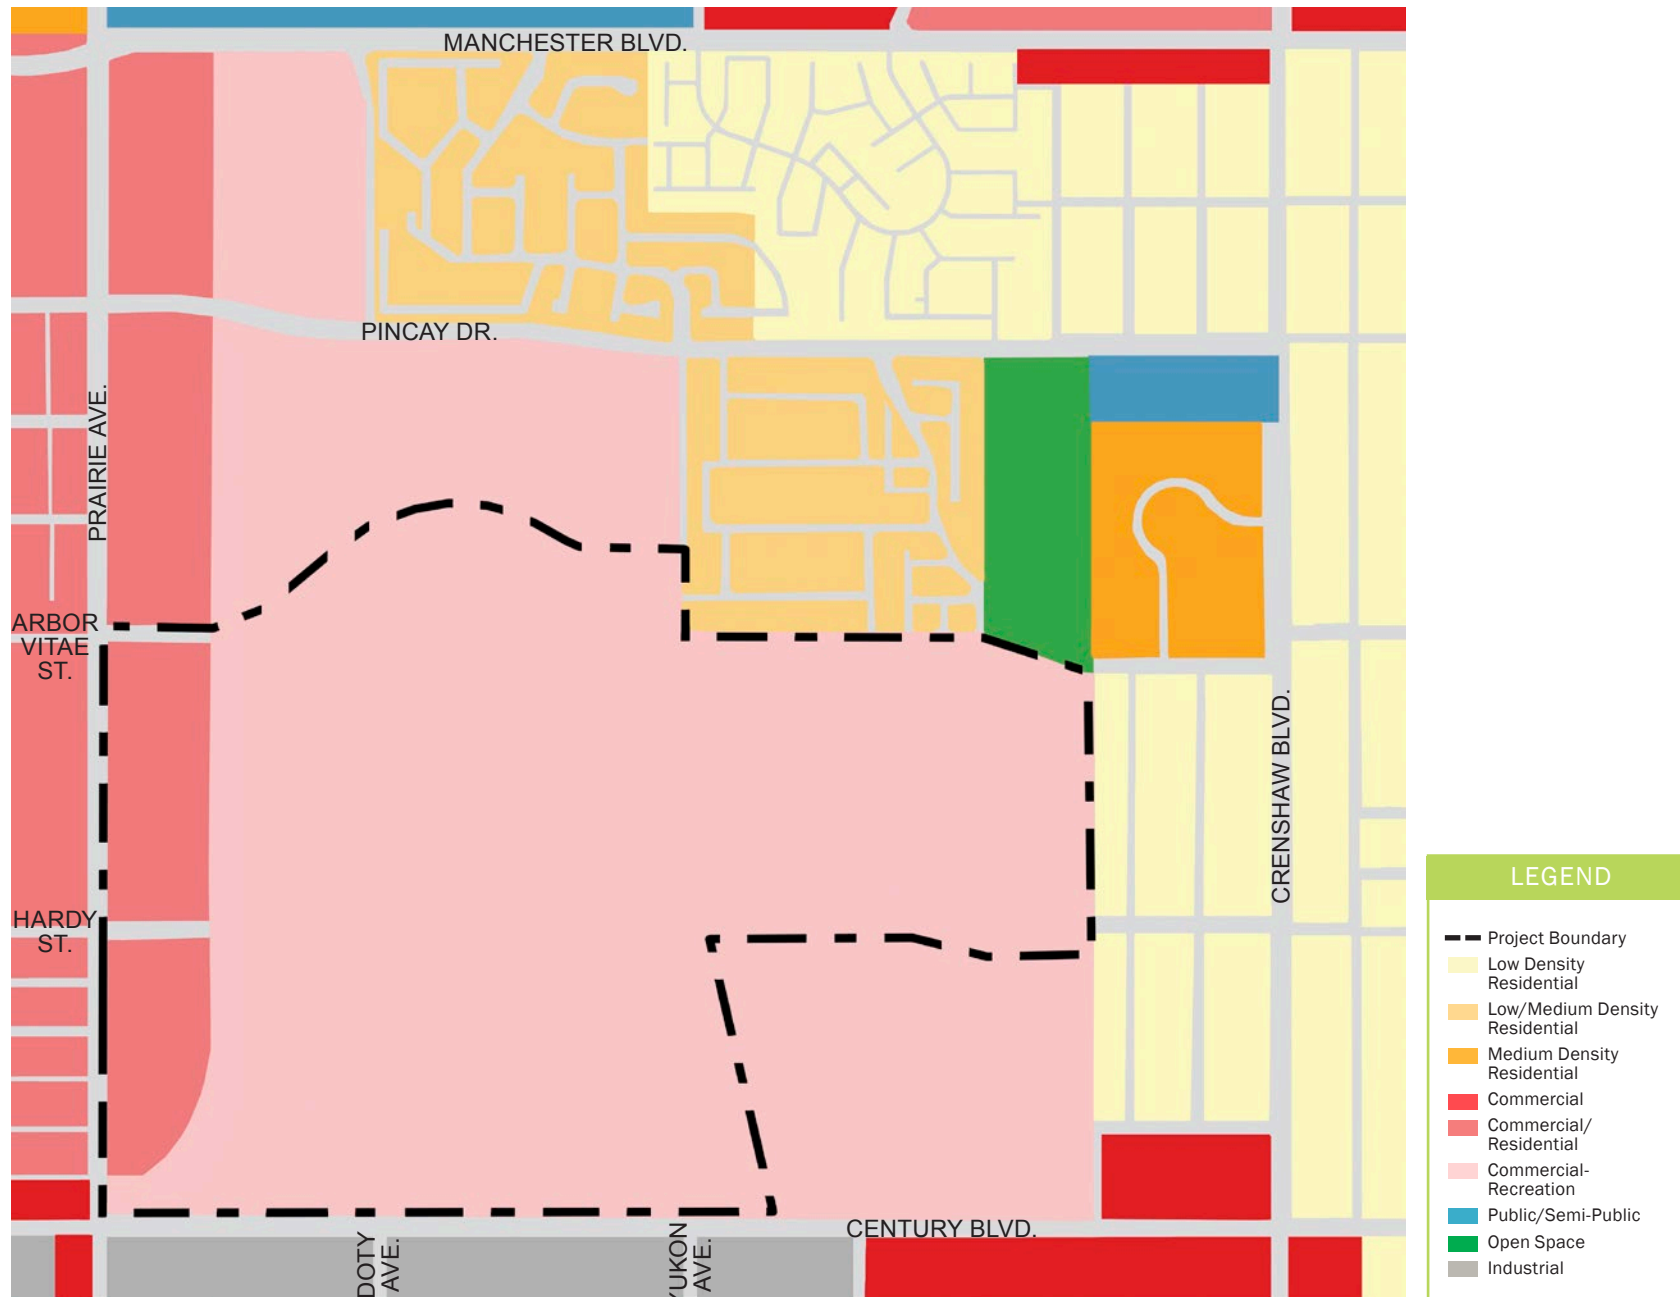 MANCHESTER BLVD.
PINCAY DR.
PRAIRIE AVE.
ARBOR
VITAE
ST.
CRENSHAW BLVD.
HARDY
ST.
CENTURY BLVD.
DOTY
AVE.
YUKON
AVE.
LEGEND
Project Boundary
Low Density
Residential
Low/Medium Density
Residential
Medium Density
Residential
Commercial
Commercial/
Residential
Commercial-
Recreation
Public/Semi-Public
Open Space
Industrial